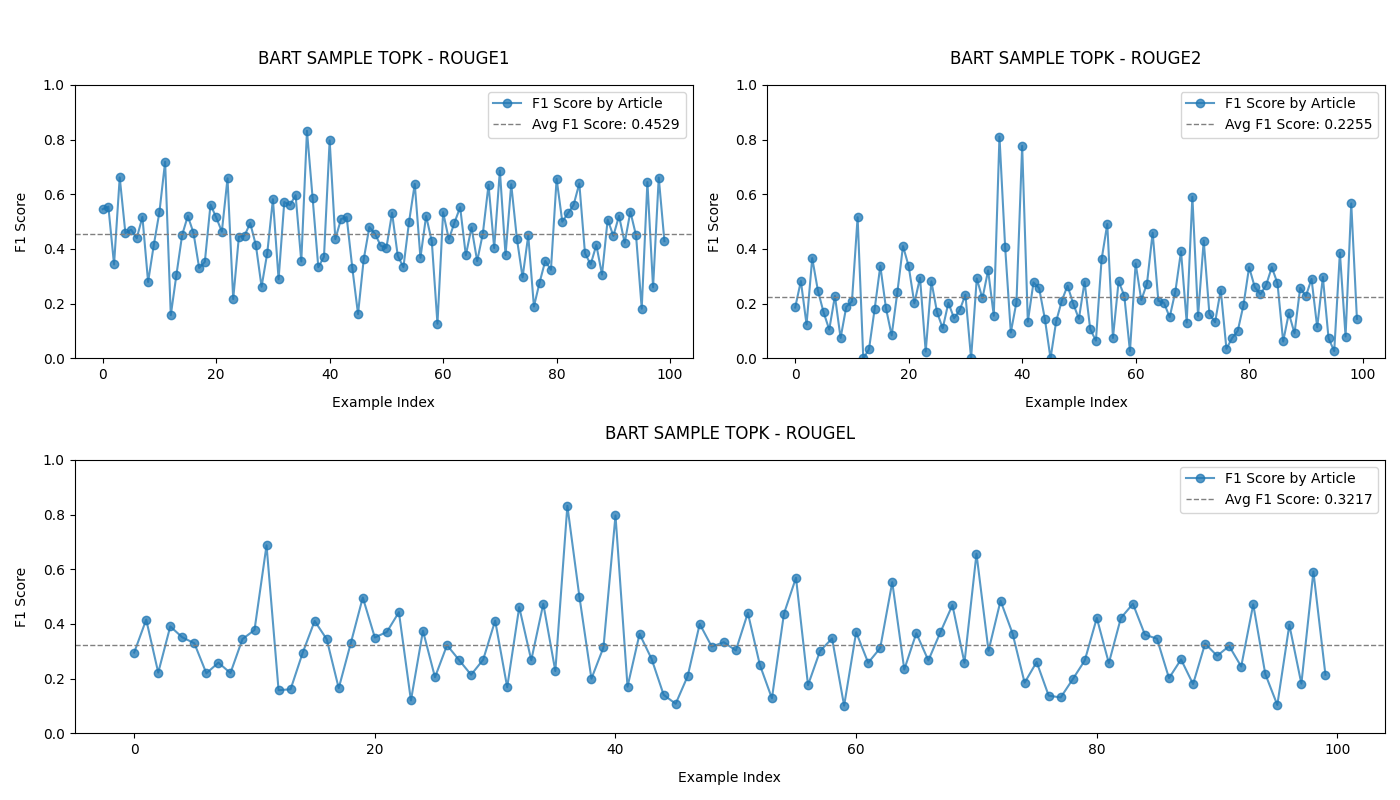 BART SAMPLE TOPK - ROUGE1
F1 Score by Article
Avg F1 Score: 0.4529
F1 Score
1.0
0.8
0.6
0.4
0.2
0.0
0 20 40 60 80 100
Example Index
BART SAMPLE TOPK - ROUGE2
F1 Score by Article
Avg F1 Score: 0.2255
F1 Score
1.0
0.8
0.6
0.4
0.2
0.0
0 20 40 60 80 100
Example Index
BART SAMPLE TOPK - ROUGEL
F1 Score by Article
Avg F1 Score: 0.3217
F1 Score
1.0
0.8
0.6
0.4
0.2
0.0
0 20 40 60 80 100
Example Index